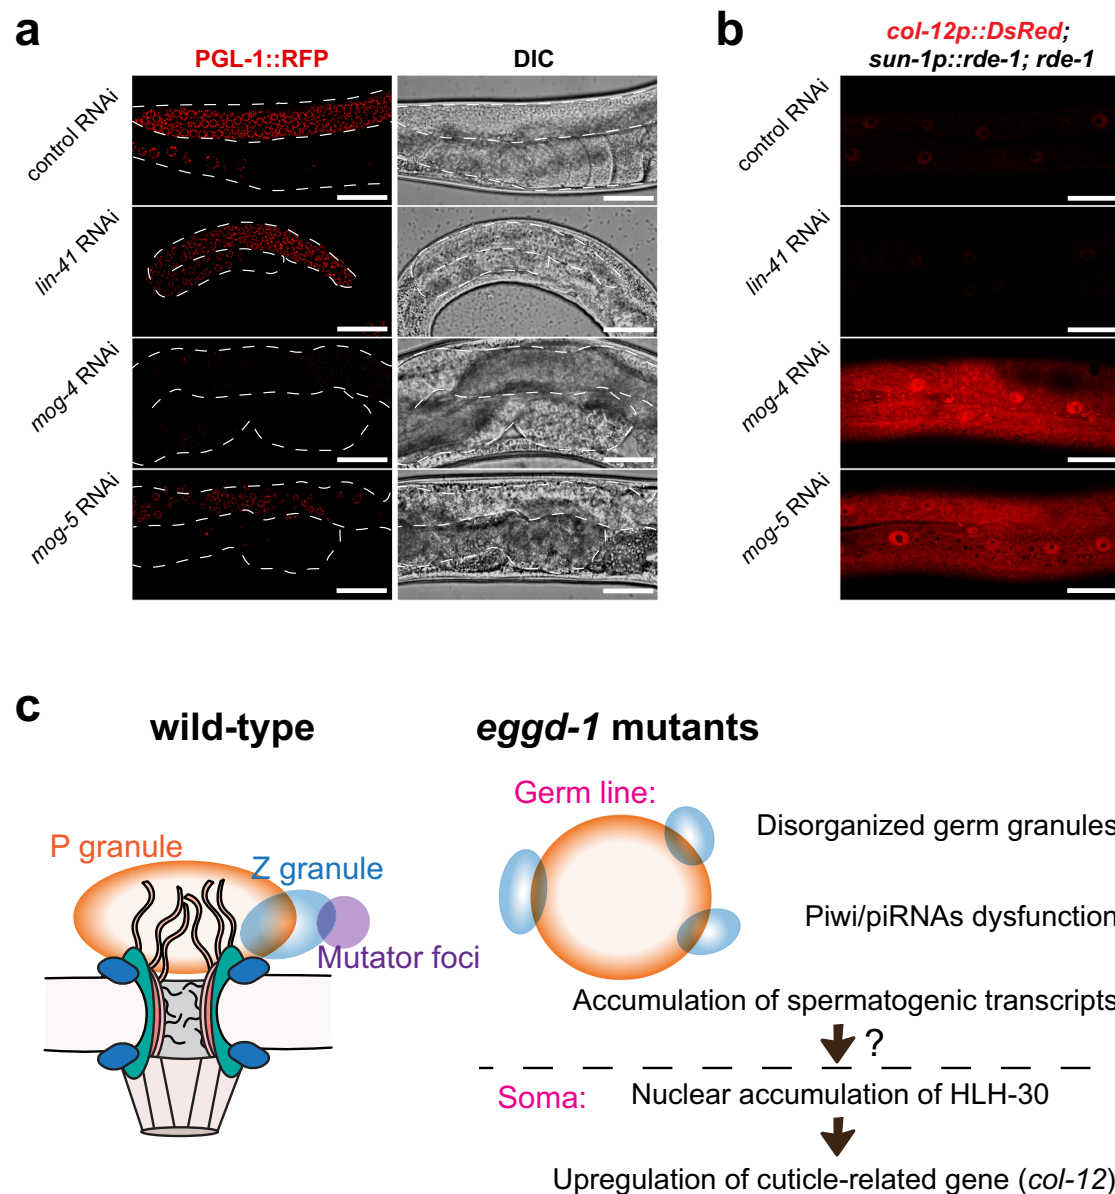 a
PGL-1::RFP
DIC
control RNAi
lin-41 RNAi
mog-4 RNAi
mog-5 RNAi
b
col-12p::DsRed;
sun-1p::rde-1; rde-1
control RNAi
lin-41 RNAi
mog-4 RNAi
mog-5 RNAi
c
wild-type
P granule
Z granule
Mutator foci
eggd-1 mutants
Germ line:
Disorganized germ granules
Piwi/piRNAs dysfunction
Accumulation of spermatogenic transcripts
?
Soma:
Nuclear accumulation of HLH-30
Upregulation of cuticle-related gene (col-12)